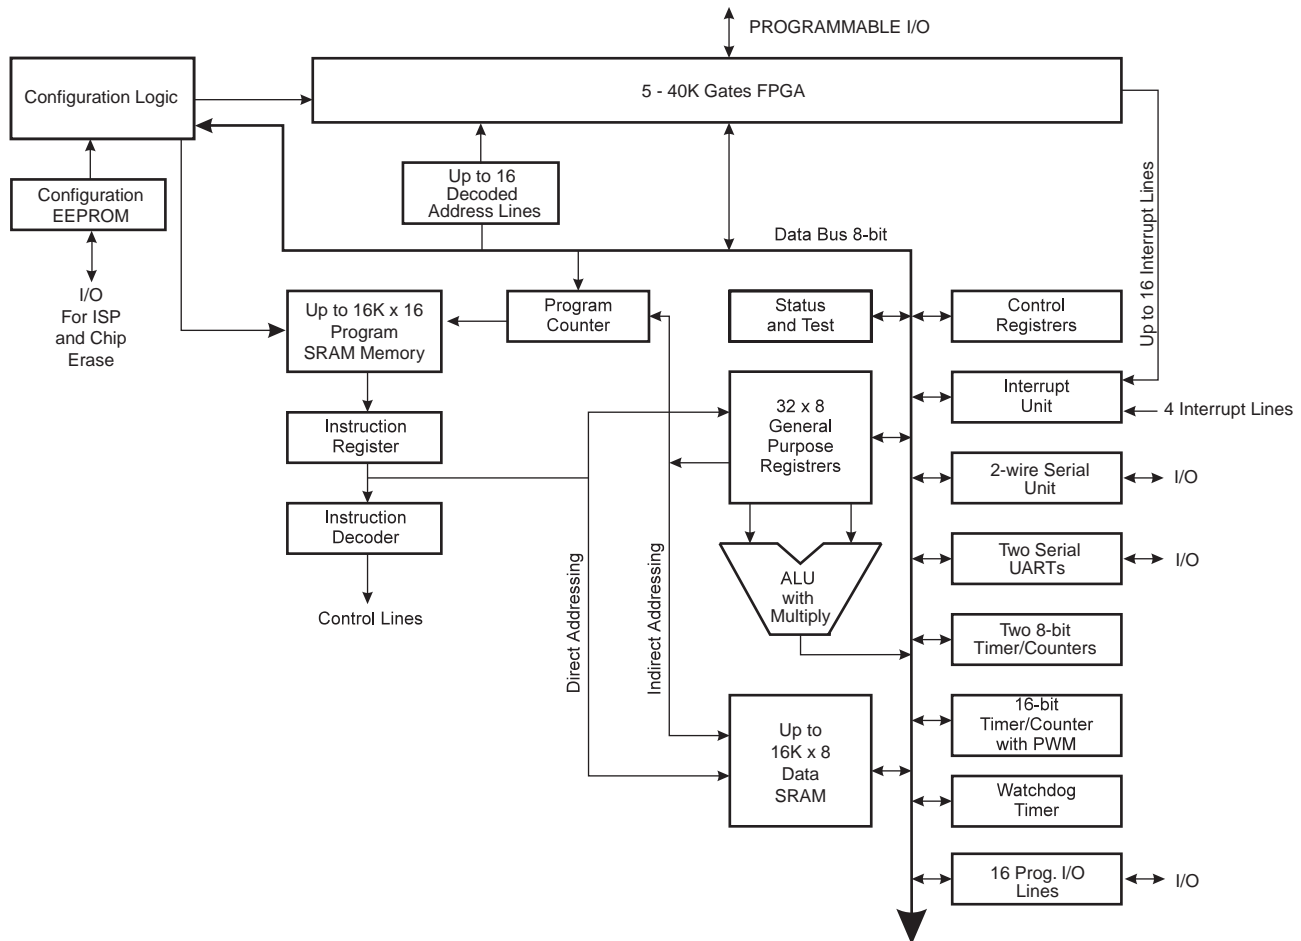 PROGRAMMABLE I/O
Configuration Logic
5 - 40K Gates FPGA
Up to 16
Decoded
Address Lines
Configuration
EEPROM
Up to 16 Interrupt Lines
Data Bus 8-bit
I/O
For ISP
and Chip
Erase
Up to 16K x 16
Program
SRAM Memory
Program
Counter
Status
and Test
Control
Registrers
Interrupt
Unit
4 Interrupt Lines
32 x 8
General
Purpose
Registrers
Instruction
Register
2-wire Serial
Unit
I/O
Instruction
Decoder
Two Serial
UARTs
I/O
Direct Addressing
Indirect Addressing
ALU
with
Multiply
Control Lines
Two 8-bit
Timer/Counters
Up to
16K x 8
Data
SRAM
16-bit
Timer/Counter
with PWM
Watchdog
Timer
16 Prog. I/O
Lines
I/O